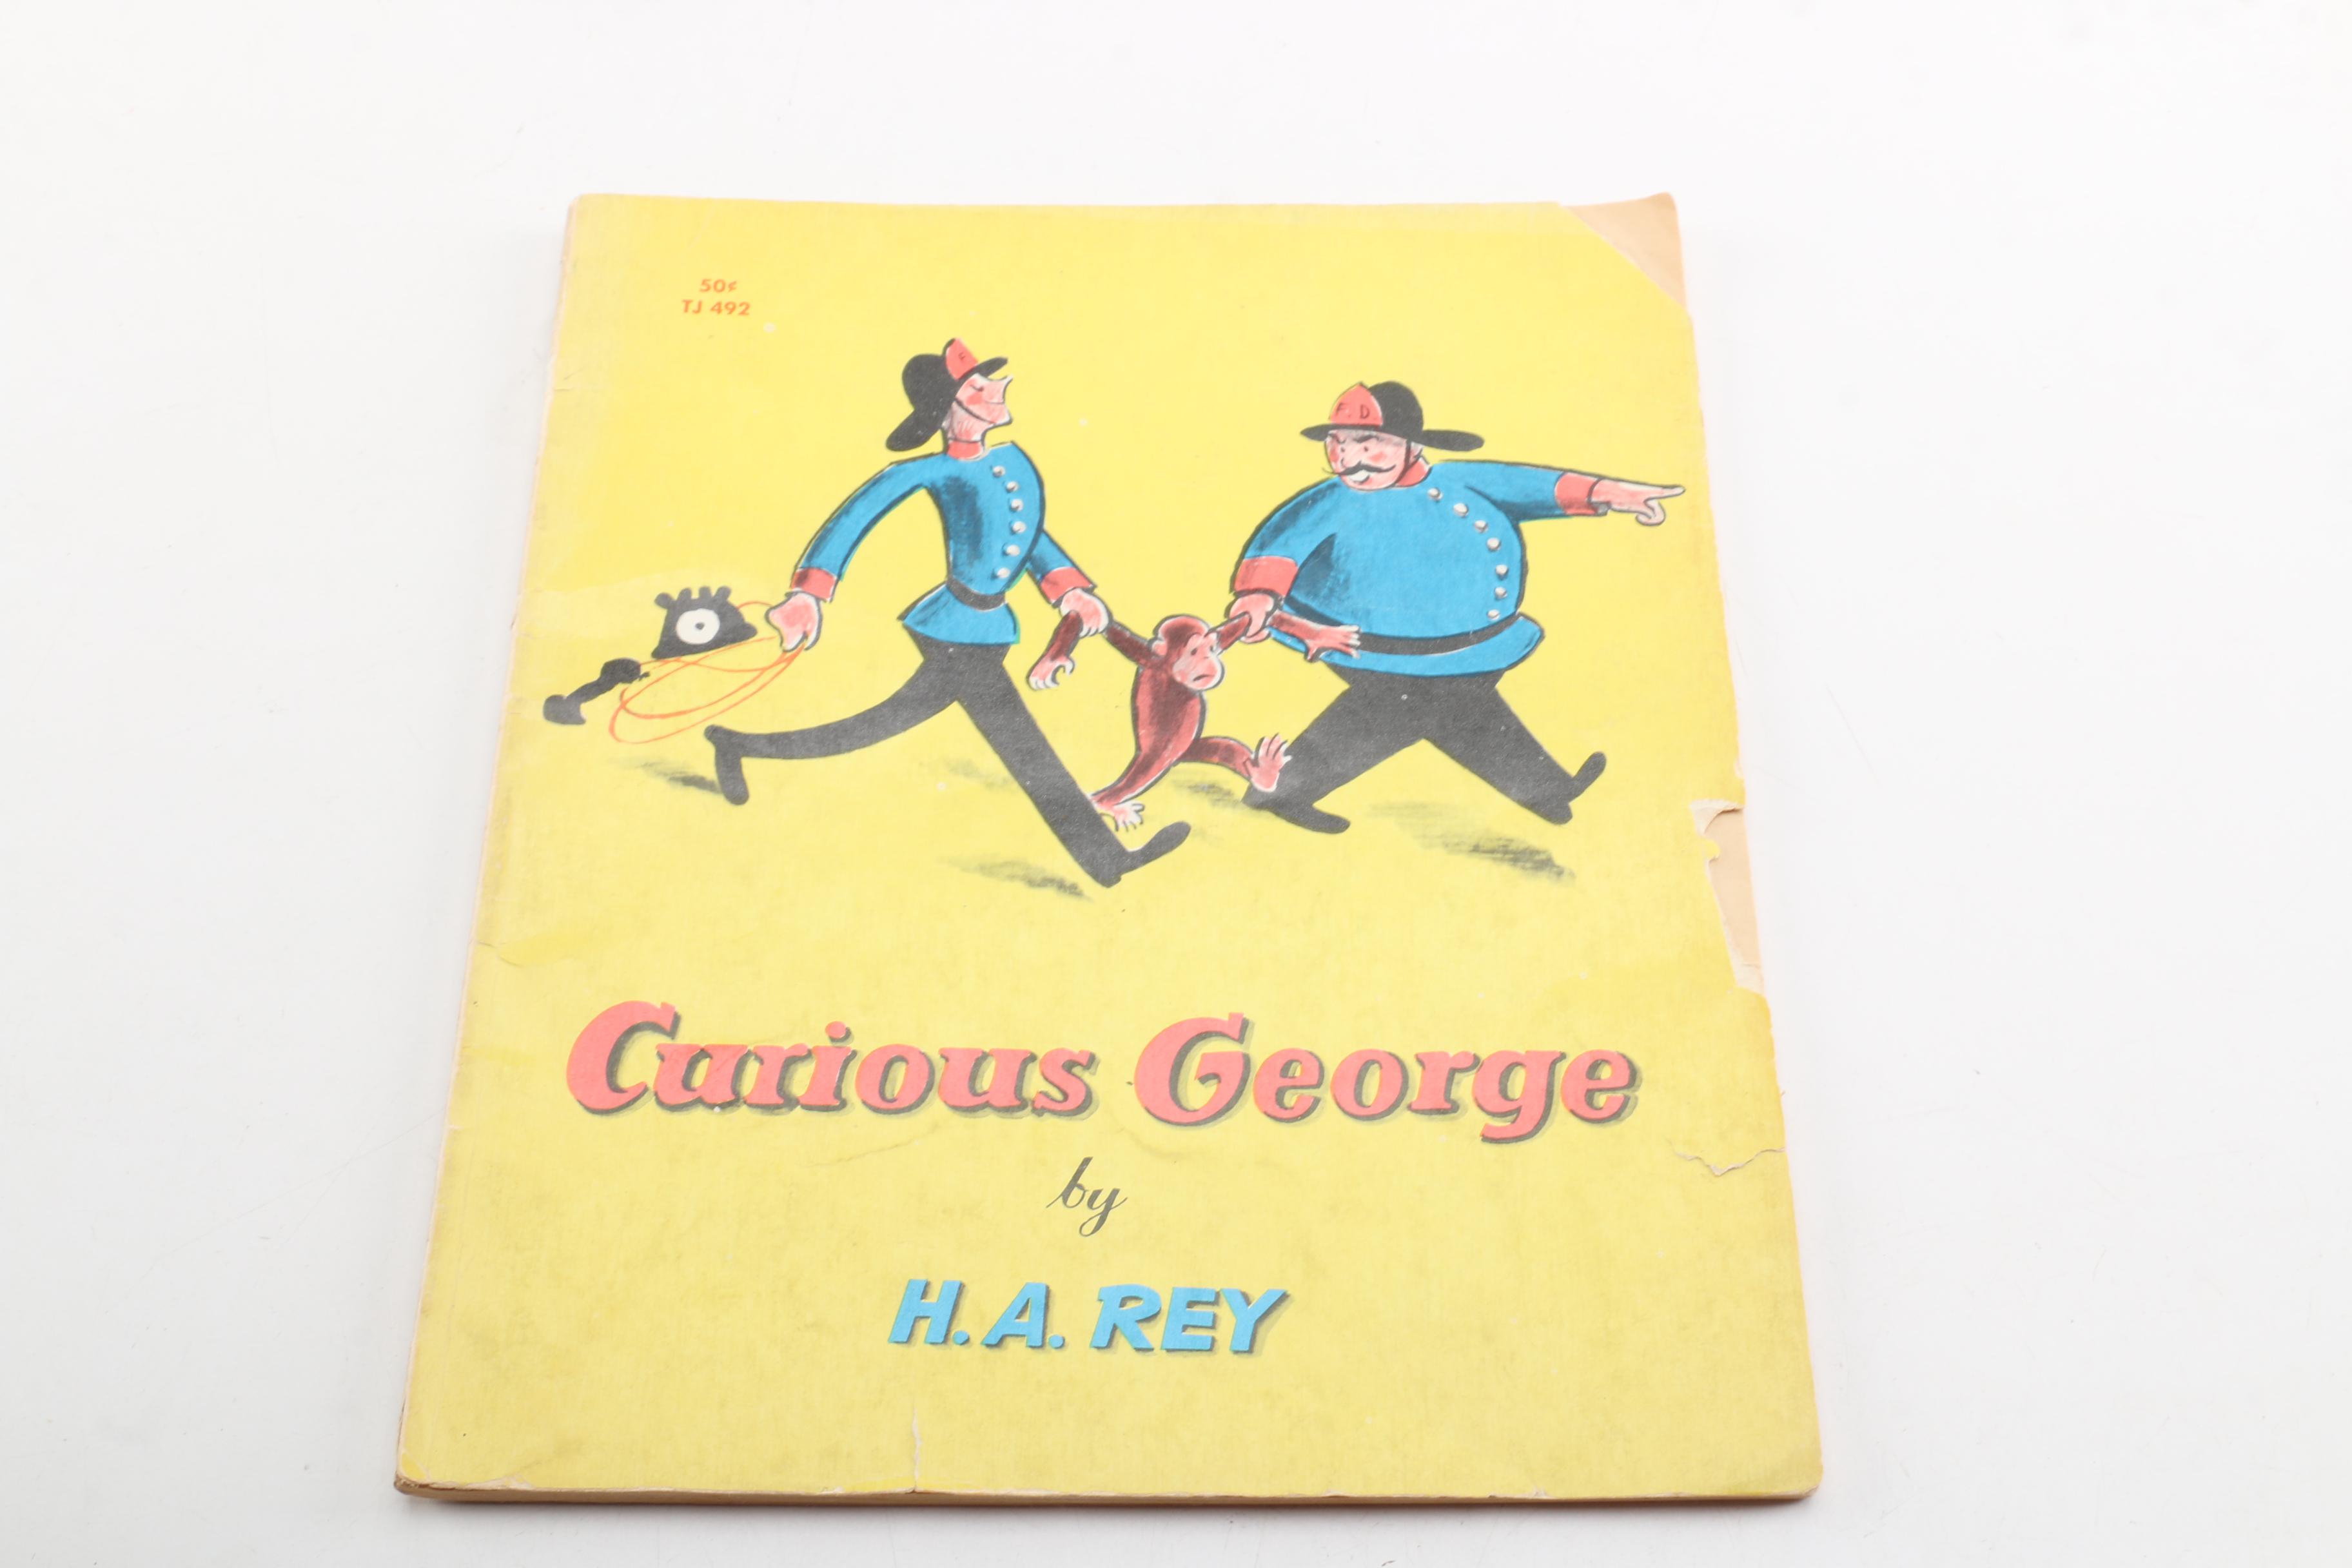 50¢
TJ 492
F
F. D
Curious George
by
H. A. REY